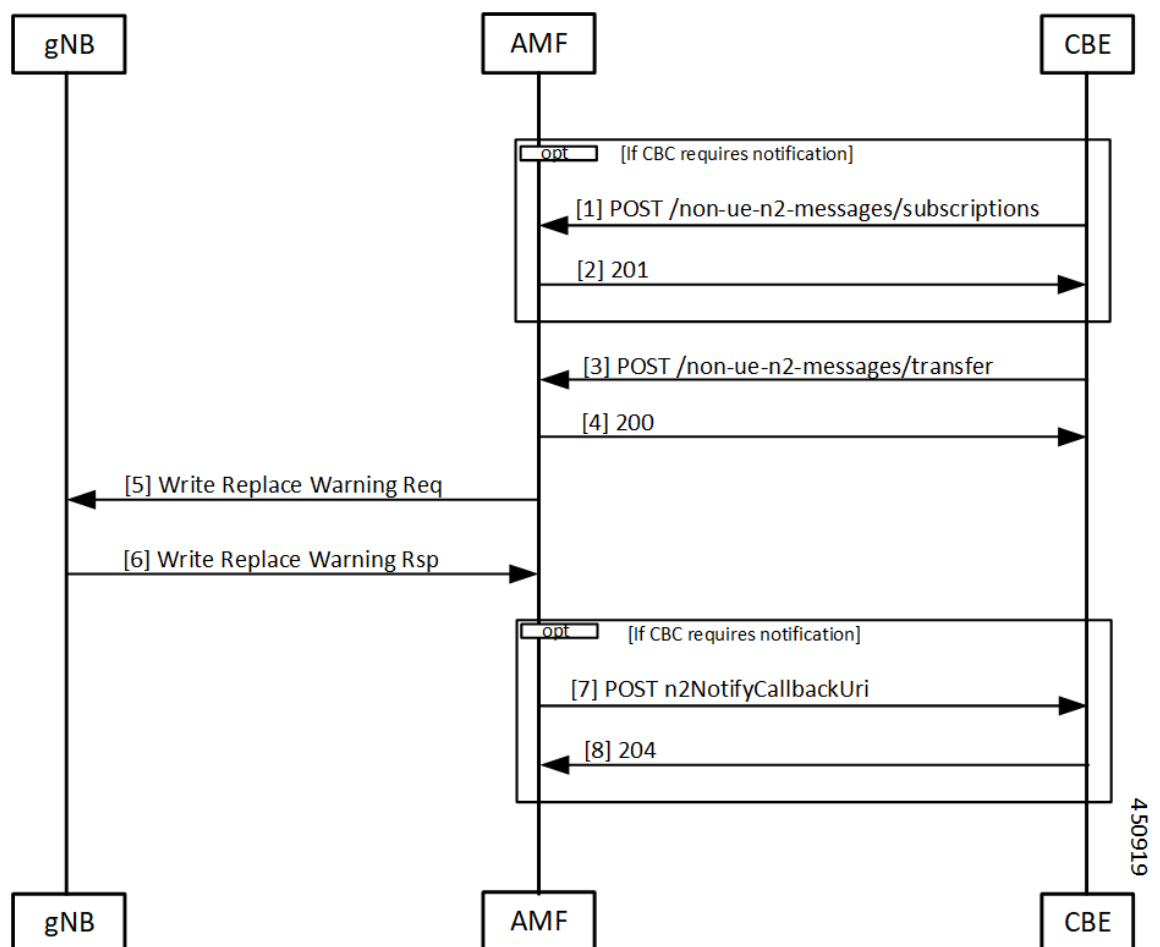 gNB
AMF
CBE
opt
[If CBC requires notification]
[1] POST /non-ue-n2-messages/subscriptions
[2] 201
[3] POST /non-ue-n2-messages/transfer
[4] 200
[5] Write Replace Warning Req
[6] Write Replace Warning Rsp
opt
[If CBC requires notification]
[7] POST n2NotifyCallbackUri
[8] 204
450919
gNB
AMF
CBE